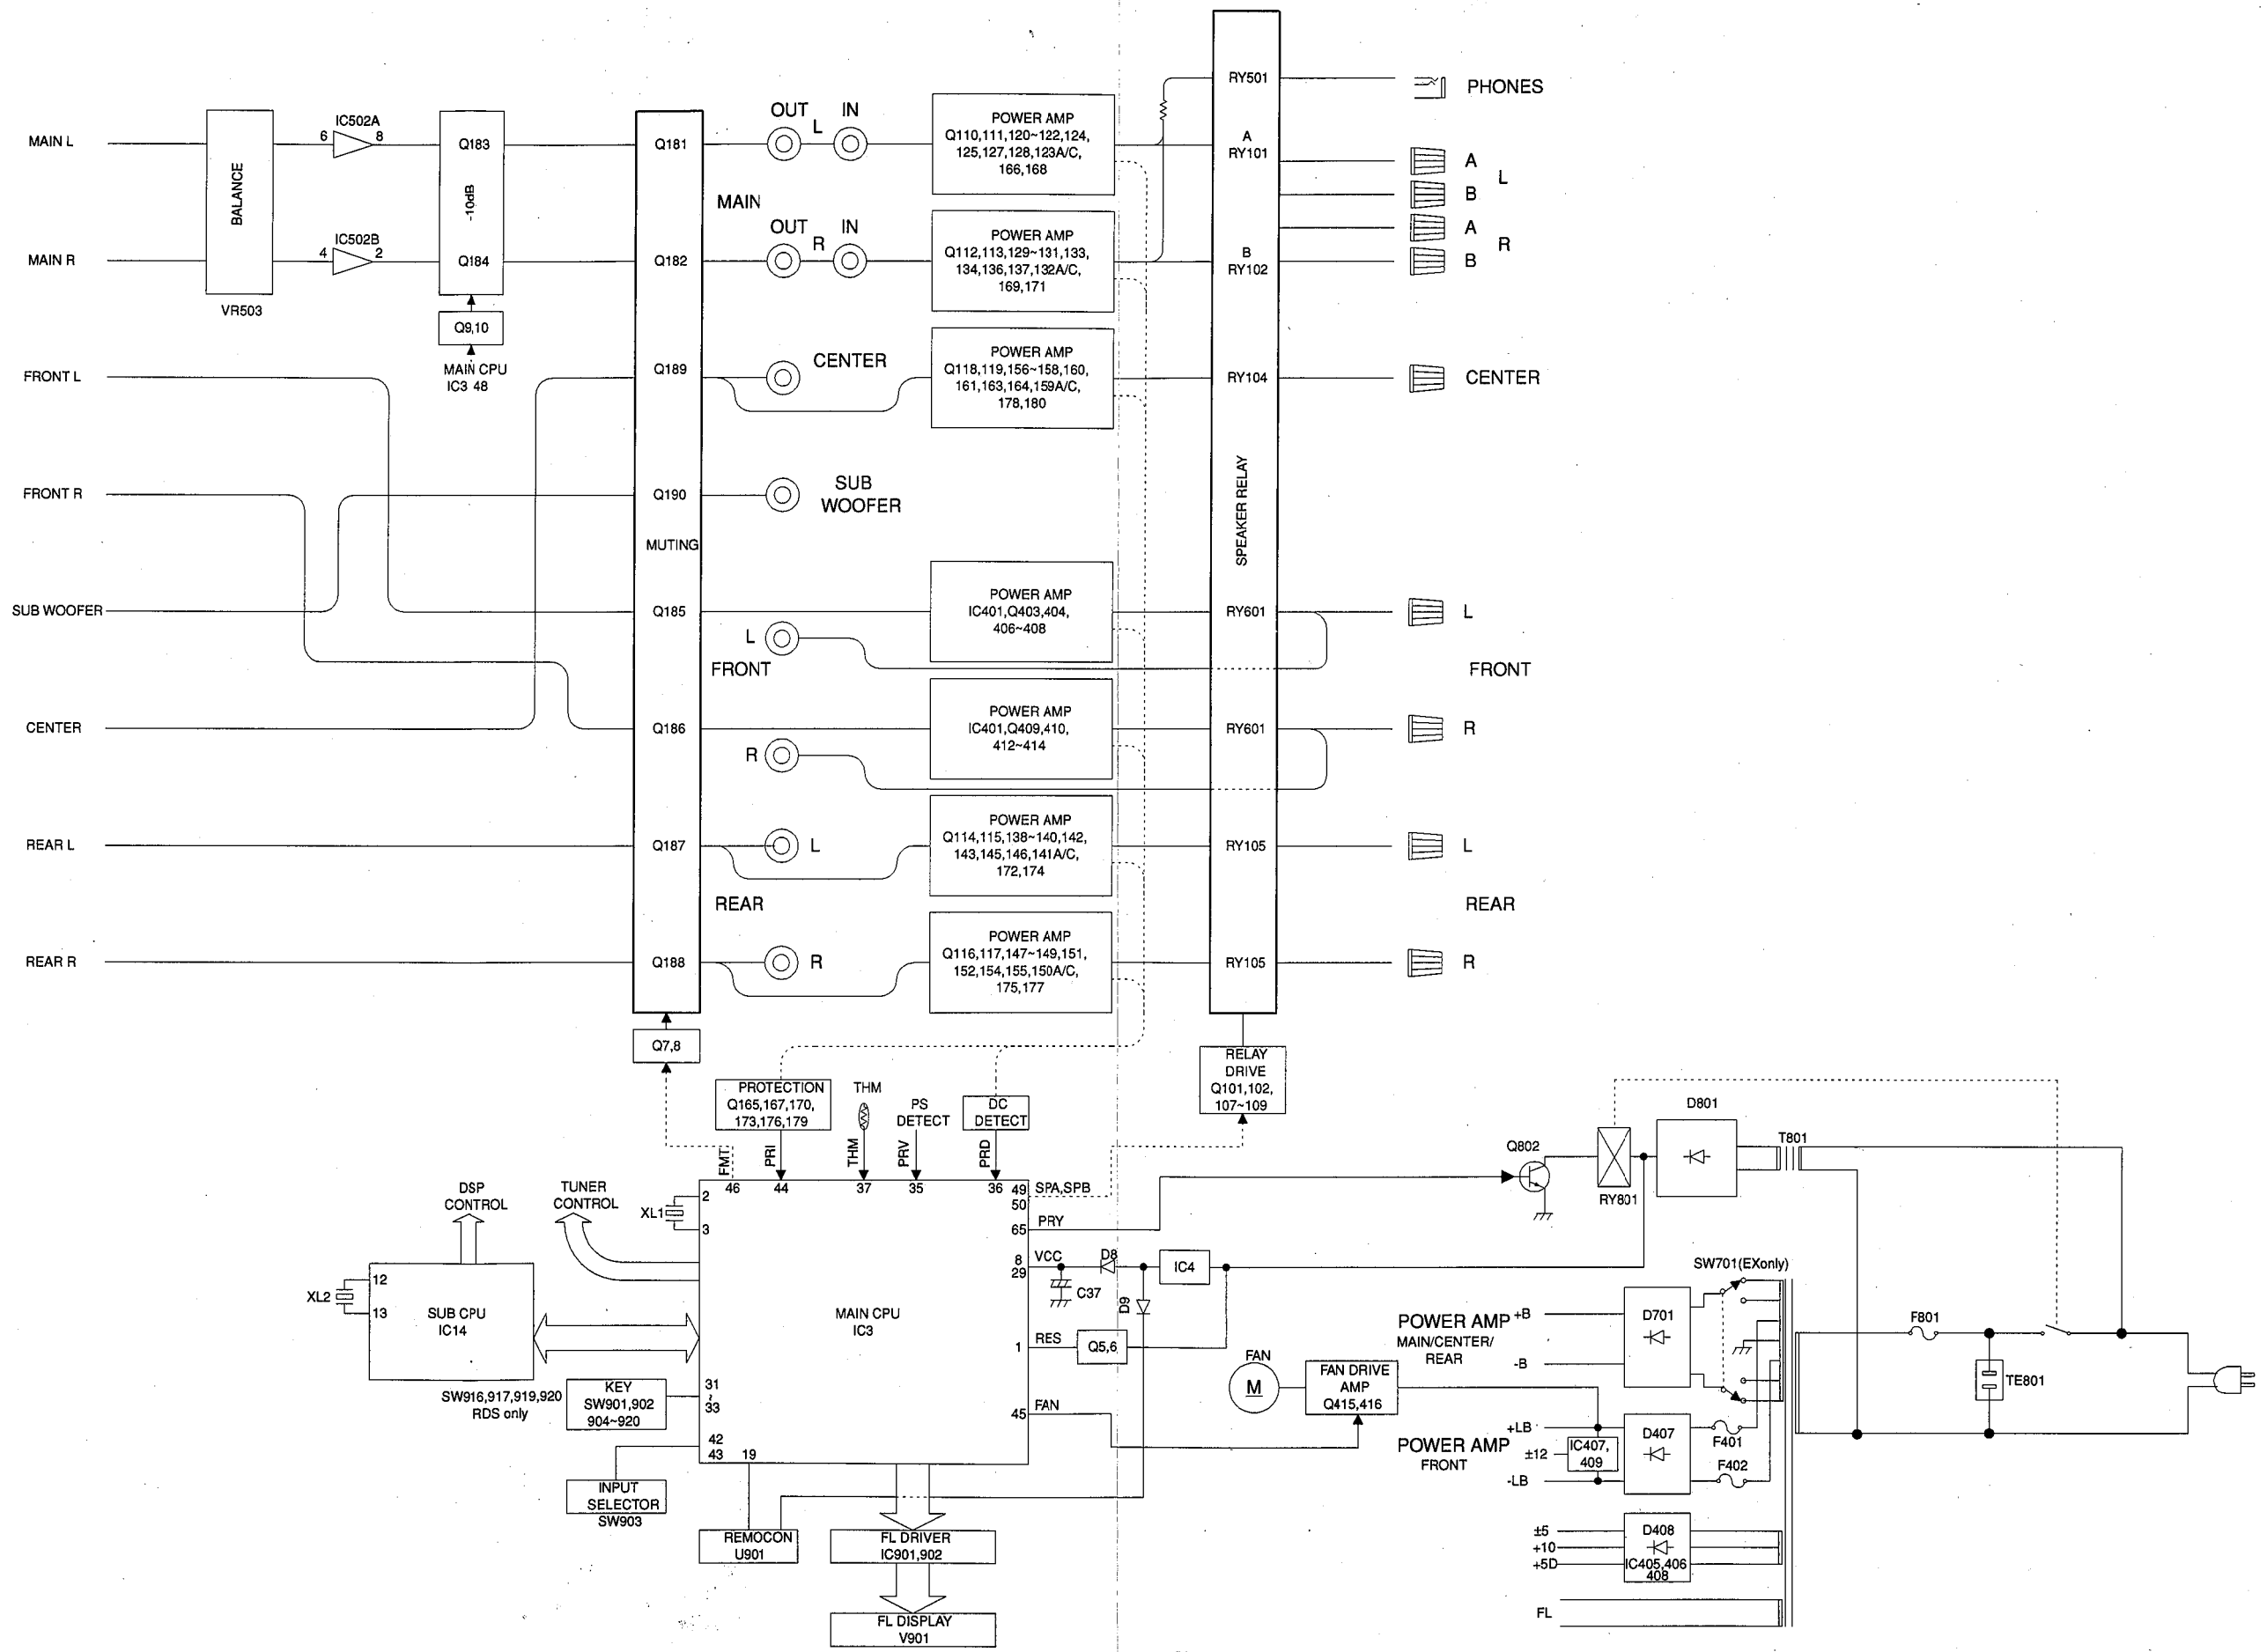 RY501
PHONES
MAIN L
BALANCE
VR503
6
IC502A
8
Q183
-10dB
Q181
OUT
L
IN
POWER AMP
Q110,111,120~122,124,
125,127,128,123A/C,
166,168
A
RY101
A
L
B
MAIN
MAIN R
4
IC502B
2
Q184
Q182
OUT
R
IN
POWER AMP
Q112,113,129~131,133,
134,136,137,132A/C,
169,171
B
RY102
A
R
B
Q9,10
MAIN CPU
IC3 48
FRONT L
Q189
CENTER
POWER AMP
Q118,119,156~158,160,
161,163,164,159A/C,
178,180
RY104
CENTER
FRONT R
Q190
SUB
WOOFER
MUTING
SPEAKER RELAY
SUB WOOFER
Q185
POWER AMP
IC401,Q403,404,
406~408
RY601
L
L
FRONT
FRONT
CENTER
Q186
POWER AMP
IC401,Q409,410,
412~414
RY601
R
R
REAR L
Q187
L
POWER AMP
Q114,115,138~140,142,
143,145,146,141A/C,
172,174
RY105
L
REAR
REAR
REAR R
Q188
R
POWER AMP
Q116,117,147~149,151,
152,154,155,150A/C,
175,177
RY105
R
Q7,8
PROTECTION
Q165,167,170,
173,176,179
THM
PS
DETECT
DC
DETECT
RELAY
DRIVE
Q101,102,
107~109
FMT
PRI
THM
PRV
PRD
46
44
37
35
36
49
SPA,SPB
50
65
PRY
8
VCC
29
D8
IC4
C37
D9
1
RES
Q5,6
45
FAN
DSP
CONTROL
TUNER
CONTROL
XL1
2
3
XL2
12
13
SUB CPU
IC14
MAIN CPU
IC3
SW916,917,919,920
RDS only
KEY
SW901,902
904~920
31
~
33
42
43
19
INPUT
SELECTOR
SW903
REMOCON
U901
FL DRIVER
IC901,902
FL DISPLAY
V901
FAN
M
FAN DRIVE
AMP
Q415,416
Q802
RY801
D801
T801
SW701(EXonly)
POWER AMP
MAIN/CENTER/
REAR
+B
-B
D701
F801
TE801
POWER AMP
FRONT
+LB
±12
-LB
IC407,
409
D407
F401
F402
±5
+10
+5D
D408
IC405,406
408
FL